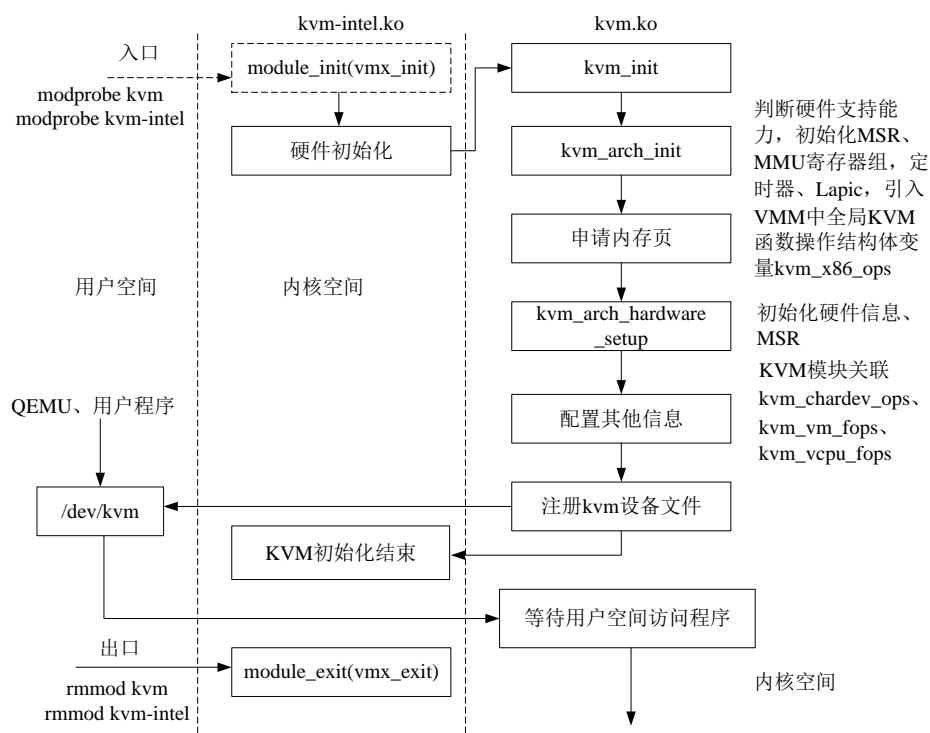 kvm-intel.ko
kvm.ko
入口
modprobe kvm
modprobe kvm-intel
module_init(vmx_init)
硬件初始化
kvm_init
kvm_arch_init
申请内存页
kvm_arch_hardware
_setup
配置其他信息
注册kvm设备文件
判断硬件支持能
力，初始化MSR、
MMU寄存器组，定
时器、Lapic，引入
VMM中全局KVM
函数操作结构体变
量kvm_x86_ops
初始化硬件信息、
MSR
KVM模块关联
kvm_chardev_ops、
kvm_vm_fops、
kvm_vcpu_fops
用户空间
内核空间
QEMU、用户程序
/dev/kvm
KVM初始化结束
等待用户空间访问程序
出口
rmmod kvm
rmmod kvm-intel
module_exit(vmx_exit)
内核空间